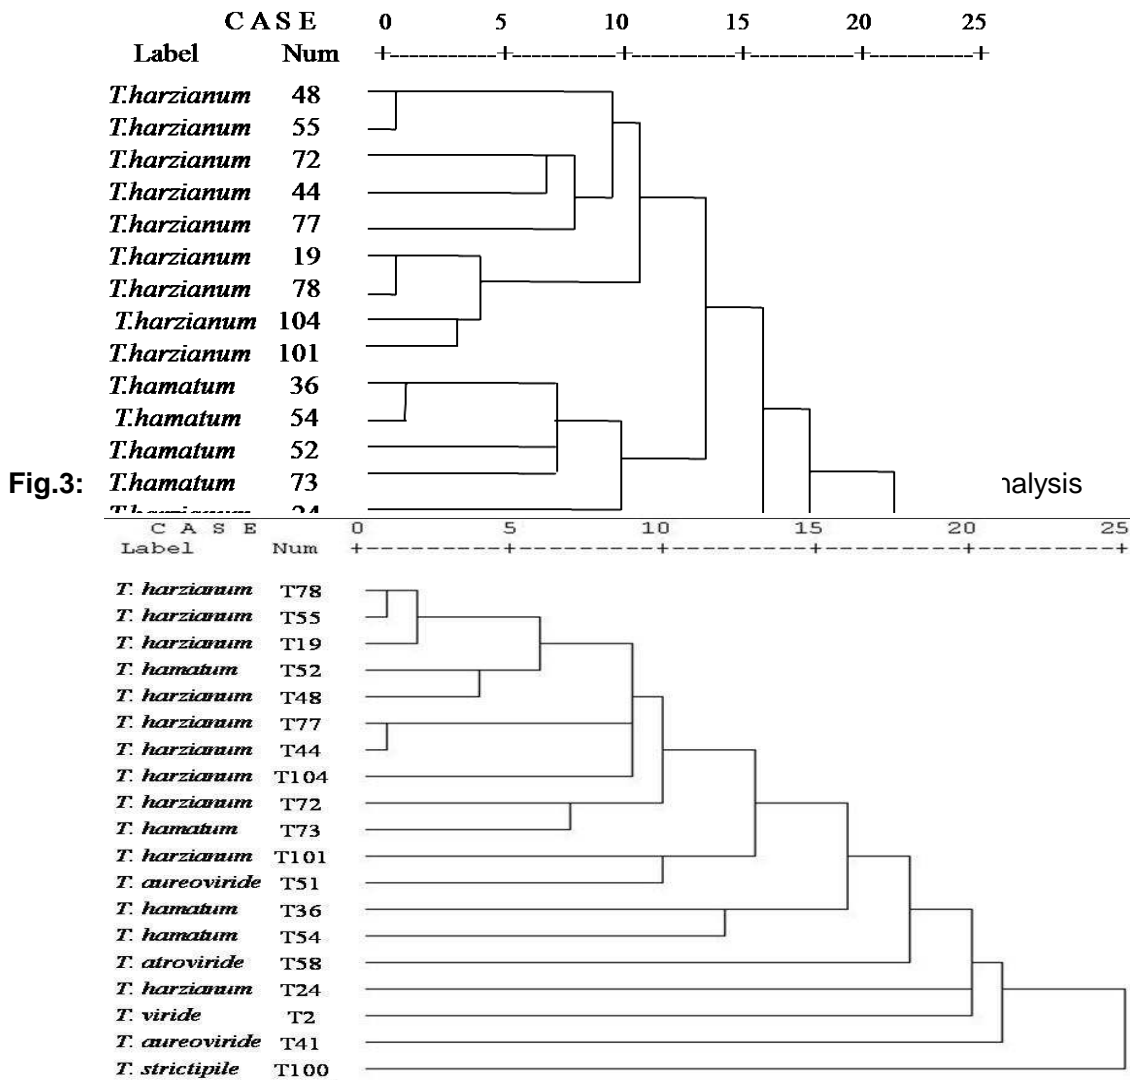 C A S E 0 5 10 15 20 25
Label Num +---------+---------+---------+---------+---------+
T.harzianum 48
T.harzianum 55
T.harzianum 72
T.harzianum 44
T.harzianum 77
T.harzianum 19
T.harzianum 78
T.harzianum 104
T.harzianum 101
T.hamatum 36
T.hamatum 54
T.hamatum 52
Fig.3: T.hamatum 73 nalysis
T.harzianum 24
C A S E 0 5 10 15 20 25
Label Num +---------+---------+---------+---------+---------+
T. harzianum T78
T. harzianum T55
T. harzianum T19
T. hamatum T52
T. harzianum T48
T. harzianum T77
T. harzianum T44
T. harzianum T104
T. harzianum T72
T. hamatum T73
T. harzianum T101
T. aureoviride T51
T. hamatum T36
T. hamatum T54
T. atroviride T58
T. harzianum T24
T. viride T2
T. aureoviride T41
T. strictipile T100